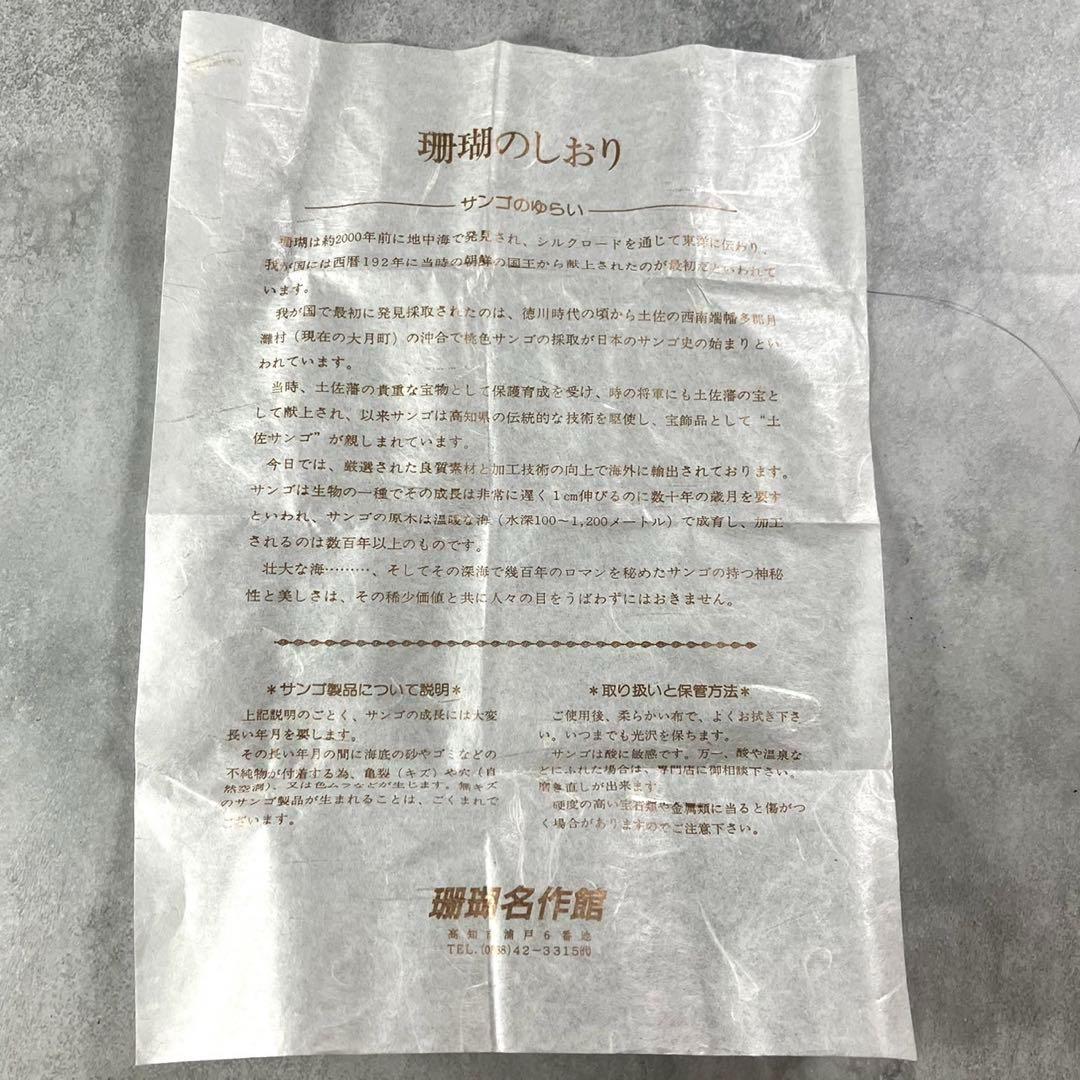 珊瑚のしおり
サンゴのゆらい
珊瑚は約2000年前に地中海で発見され、シルクロードを通じて東洋に伝わり、
我が国には西暦192年に当時の朝鮮の国王から献上されたのが最初だといわれて
います。
我が国で最初に発見採取されたのは、徳川時代の頃から土佐の西南端幡多郡月
灘村(現在の大月町)の沖合で桃色サンゴの採取が日本のサンゴ史の始まりとい
われています。
当時、土佐藩の貴重な宝物として保護育成を受け、時の将軍にも土佐藩の宝と
して献上され、以来サンゴは高知県の伝統的な技術を駆使し、宝飾品として“土
佐サンゴ”が親しまれています。
今日では、厳選された良質素材と加工技術の向上で海外に輸出されております。
サンゴは生物の一種でその成長は非常に遅く1cm伸びるのに数十年の歳月を要す
といわれ、サンゴの原木は温暖な海(水深100〜1,200メートル)で成育し、加工
されるのは数百年以上のものです。
壮大な海………、そしてその深海で幾百年のロマンを秘めたサンゴの持つ神秘
性と美しさは、その稀少価値と共に人々の目をうばわずにはおきません。
*サンゴ製品について説明*
上記説明のごとく、サンゴの成長には大変
長い年月を要します。
その長い年月の間に海底の砂やゴミなどの
不純物が付着する為、亀裂(キズ)や穴(自
然空洞)、又は色ムラなどが生じます。無キズ
のサンゴ製品が生まれることは、ごくまれで
ございます。
*取り扱いと保管方法*
ご使用後、柔らかい布で、よくお拭き下さ
い。いつまでも光沢を保ちます。
サンゴは酸に敏感です。万一、酸や温泉な
どにふれた場合は、専門店に御相談下さい。
磨き直しが出来ます。
硬度の高い宝石類や金属類に当ると傷がつ
く場合がありますのでご注意下さい。
珊瑚名作館
高知市浦戸6番地
TEL.(0888)42-3315㈹